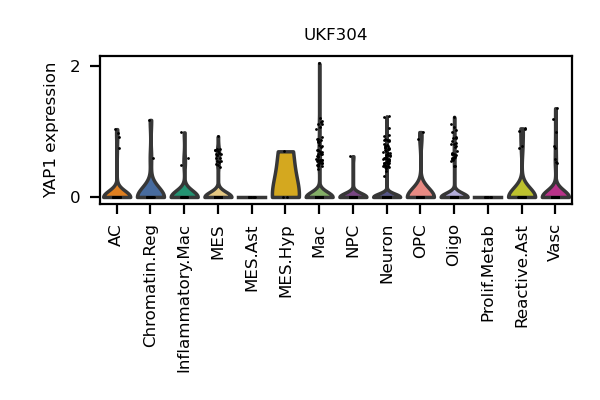 UKF304
YAP1 expression
2
0
AC
Chromatin.Reg
Inflammatory.Mac
MES
MES.Ast
MES.Hyp
Mac
NPC
Neuron
OPC
Oligo
Prolif.Metab
Reactive.Ast
Vasc